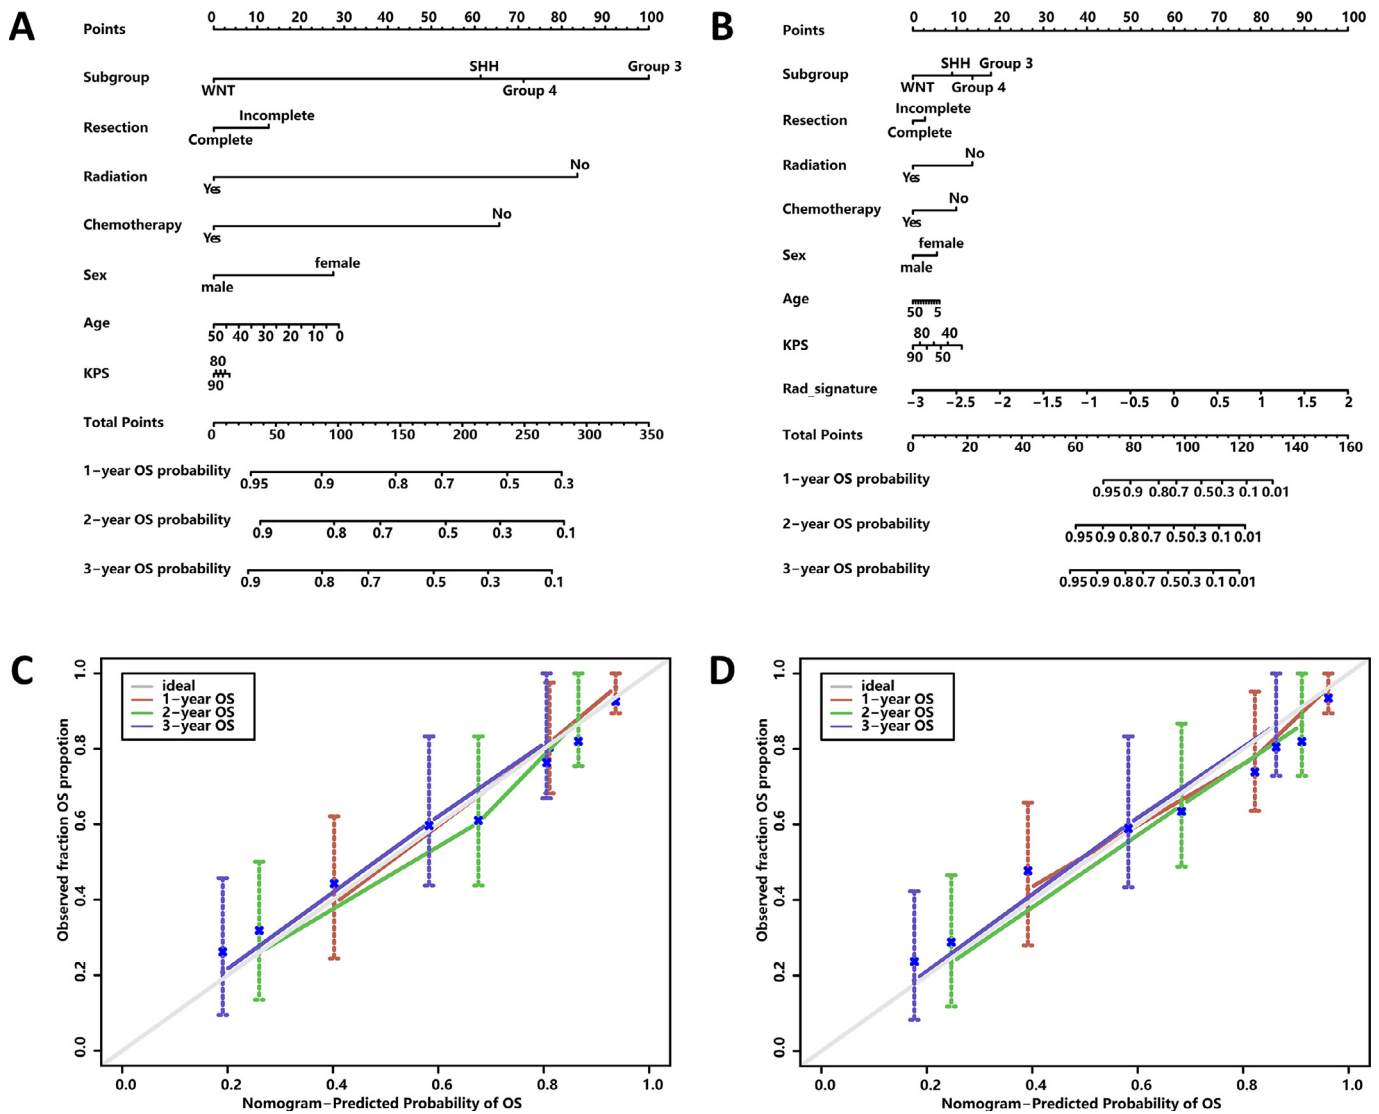 A
Points
0 10 20 30 40 50 60 70 80 90 100
SHH Group 3
Subgroup
WNT Group 4
Incomplete
Resection
Complete
No
Radiation
Yes
No
Chemotherapy
Yes
female
Sex
male
Age
50 40 30 20 10 0
80
KPS
90
Total Points
0 50 100 150 200 250 300 350
1-year OS probability
0.95 0.9 0.8 0.7 0.5 0.3
2-year OS probability
0.9 0.8 0.7 0.5 0.3 0.1
3-year OS probability
0.9 0.8 0.7 0.5 0.3 0.1
B
Points
0 10 20 30 40 50 60 70 80 90 100
SHH Group 3
Subgroup
WNT Group 4
Incomplete
Resection
Complete
No
Radiation
Yes
No
Chemotherapy
Yes
female
Sex
male
Age
50 5
80 40
KPS
90 50
Rad_signature
-3 -2.5 -2 -1.5 -1 -0.5 0 0.5 1 1.5 2
Total Points
0 20 40 60 80 100 120 140 160
1-year OS probability
0.95 0.9 0.8 0.7 0.5 0.3 0.1 0.01
2-year OS probability
0.95 0.9 0.8 0.7 0.5 0.3 0.1 0.01
3-year OS probability
0.95 0.9 0.8 0.7 0.5 0.3 0.1 0.01
C
ideal
1-year OS
2-year OS
3-year OS
Observed fraction OS propotion
0.0 0.2 0.4 0.6 0.8 1.0
0.0 0.2 0.4 0.6 0.8 1.0
Nomogram-Predicted Probability of OS
D
ideal
1-year OS
2-year OS
3-year OS
Observed fraction OS propotion
0.0 0.2 0.4 0.6 0.8 1.0
0.0 0.2 0.4 0.6 0.8 1.0
Nomogram-Predicted Probability of OS